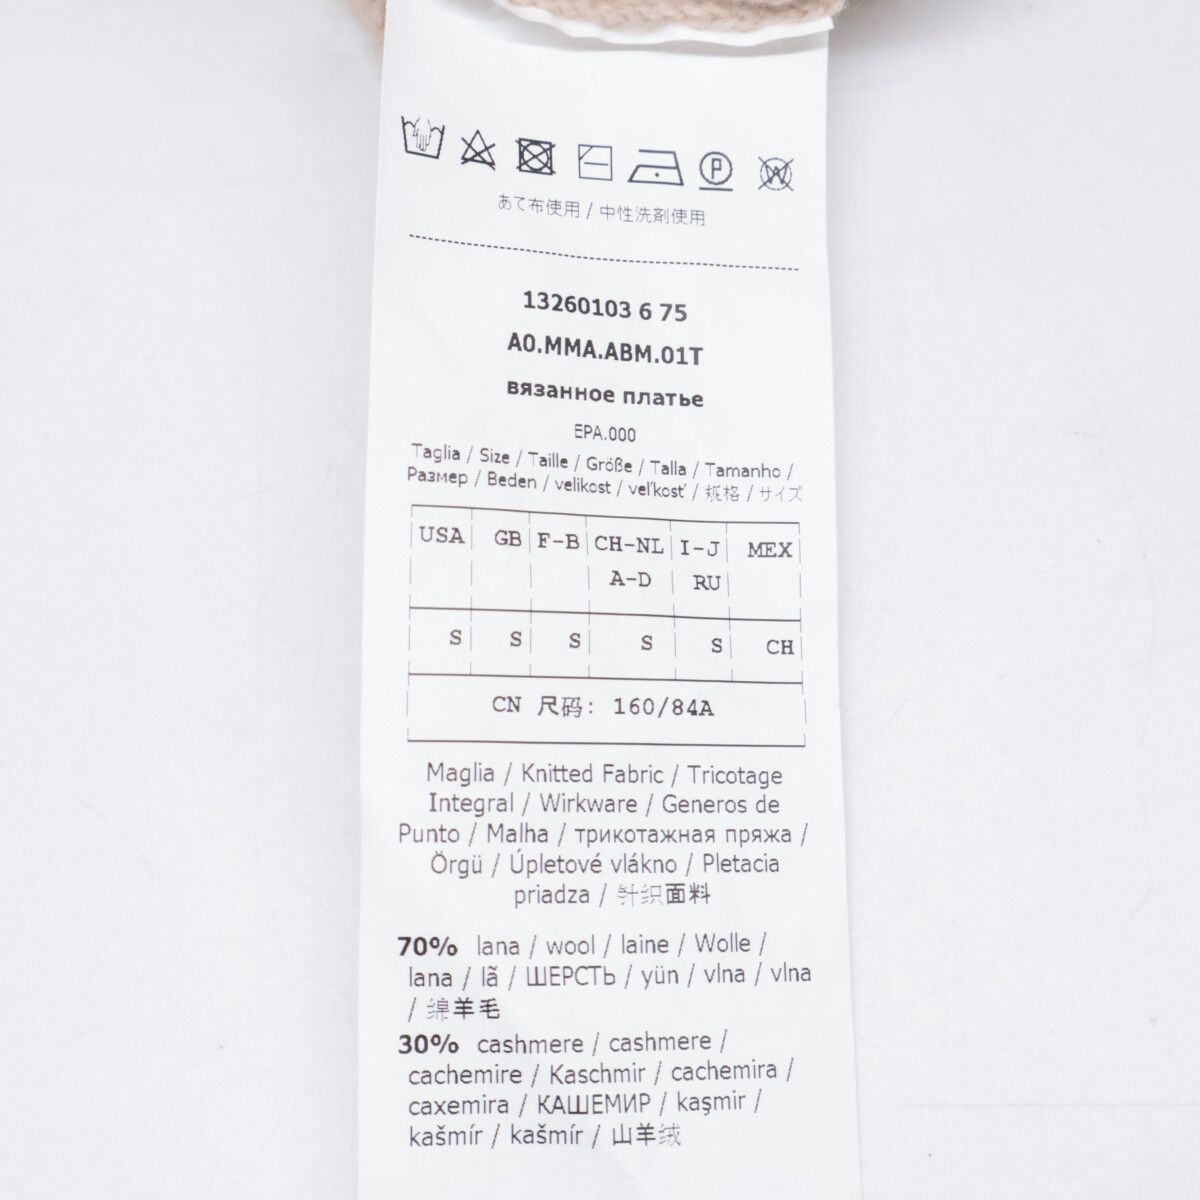 P
W
あて布使用 / 中性洗剤使用
13260103 6 75
A0.MMA.ABM.01T
вязанное платье
EPA.000
Taglia / Size / Taille / Größe / Talla / Tamanho /
Размер / Beden / velikost / veľkosť / 规格 / サイズ
USA GB F-B CH-NL I-J MEX
A-D RU
S S S S S CH
CN 尺码: 160/84A
Maglia / Knitted Fabric / Tricotage
Integral / Wirkware / Generos de
Punto / Malha / трикотажная пряжа /
Örgü / Úpletové vlákno / Pletacia
priadza / 针织面料
70% lana / wool / laine / Wolle /
lana / lã / ШЕРСТЬ / yün / vlna / vlna
/ 绵羊毛
30% cashmere / cashmere /
cachemire / Kaschmir / cachemira /
caxemira / КАШЕМИР / kaşmir /
kašmír / kašmír / 山羊绒